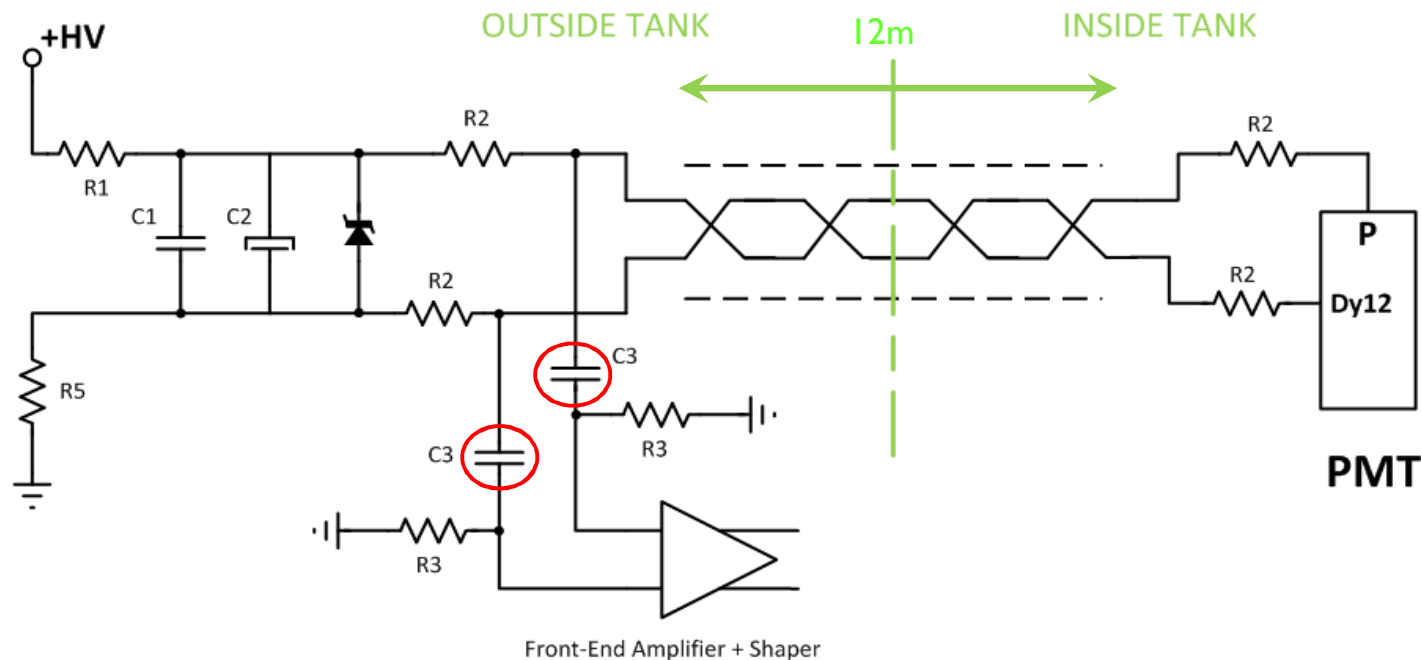 OUTSIDE TANK
12m
INSIDE TANK
+HV
R1
C1
C2
R2
R2
R5
C3
R3
C3
R3
R2
R2
P
Dy12
PMT
Front-End Amplifier + Shaper